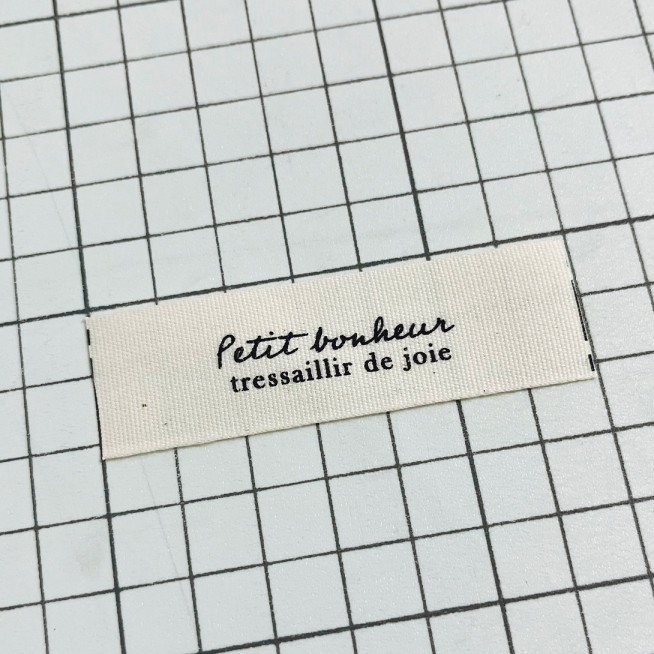 Petit bonheur
tressaillir de joie